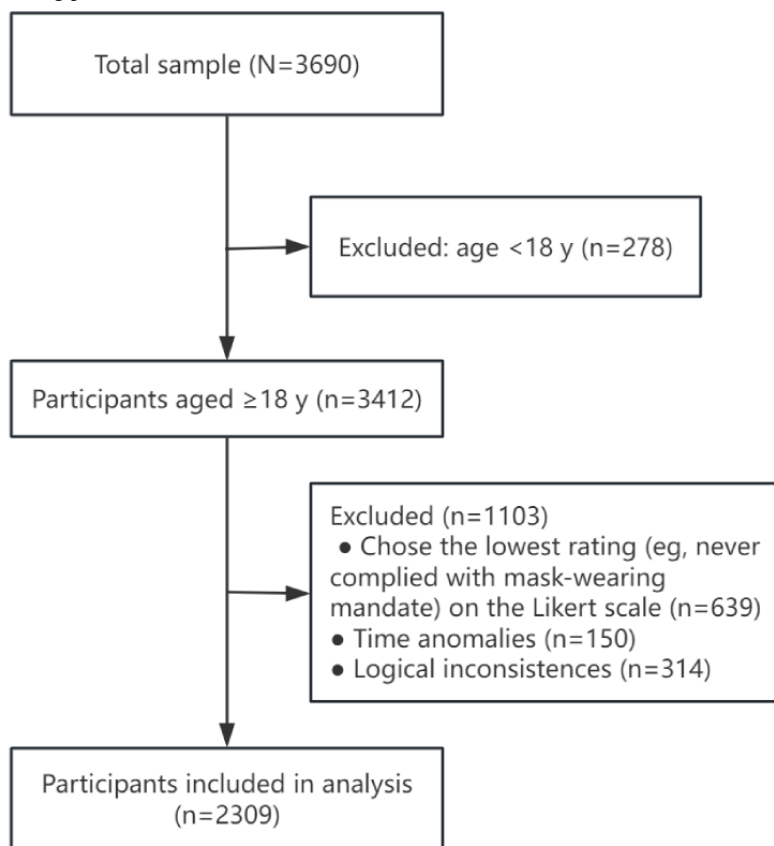 Total sample (N=3690)
Excluded: age <18 y (n=278)
Participants aged ≥18 y (n=3412)
Excluded (n=1103)
● Chose the lowest rating (eg, never
complied with mask-wearing
mandate) on the Likert scale (n=639)
● Time anomalies (n=150)
● Logical inconsistences (n=314)
Participants included in analysis
(n=2309)